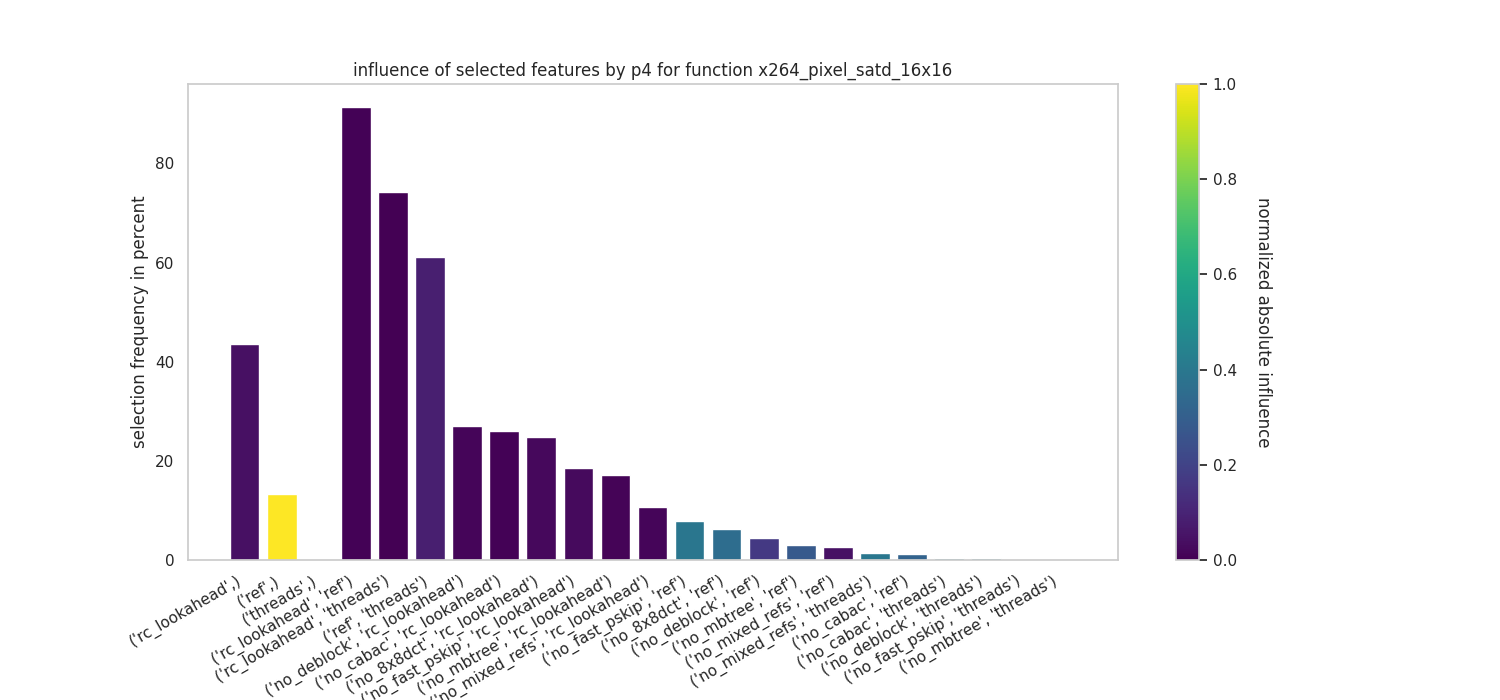 influence of selected features by p4 for function x264_pixel_satd_16x16
selection frequency in percent
80
60
40
20
0
('rc_lookahead',)
('ref',)
('threads',)
('rc_lookahead', 'ref')
('rc_lookahead', 'threads')
('ref', 'threads')
('no_deblock', 'rc_lookahead')
('no_cabac', 'rc_lookahead')
('no_8x8dct', 'rc_lookahead')
('no_fast_pskip', 'rc_lookahead')
('no_mbtree', 'rc_lookahead')
('no_mixed_refs', 'rc_lookahead')
('no_fast_pskip', 'ref')
('no_8x8dct', 'ref')
('no_deblock', 'ref')
('no_mbtree', 'ref')
('no_mixed_refs', 'ref')
('no_mixed_refs', 'threads')
('no_cabac', 'ref')
('no_cabac', 'threads')
('no_deblock', 'threads')
('no_fast_pskip', 'threads')
('no_mbtree', 'threads')
1.0
0.8
0.6
0.4
0.2
0.0
normalized absolute influence